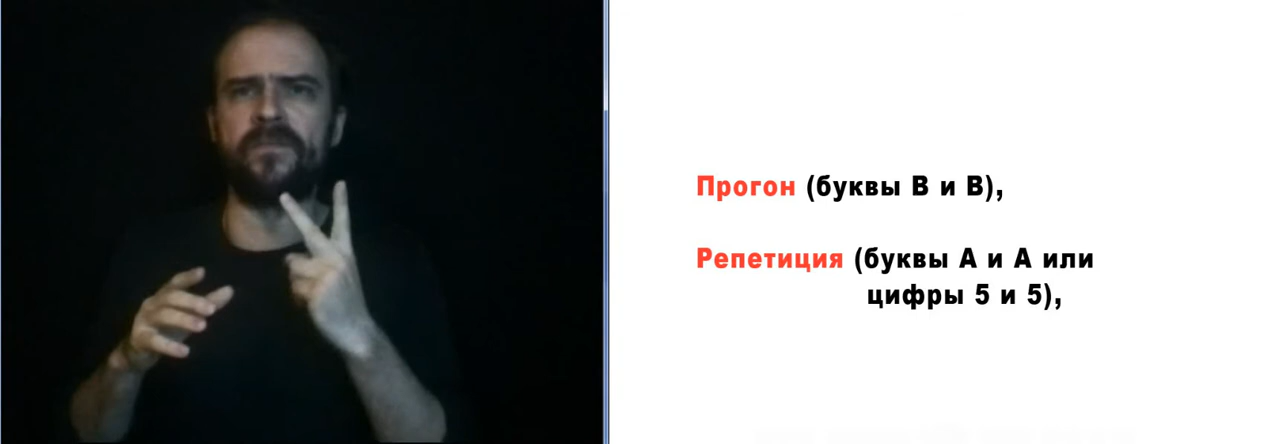 Прогон (буквы В и В),
Репетиция (буквы А и А или
цифры 5 и 5),